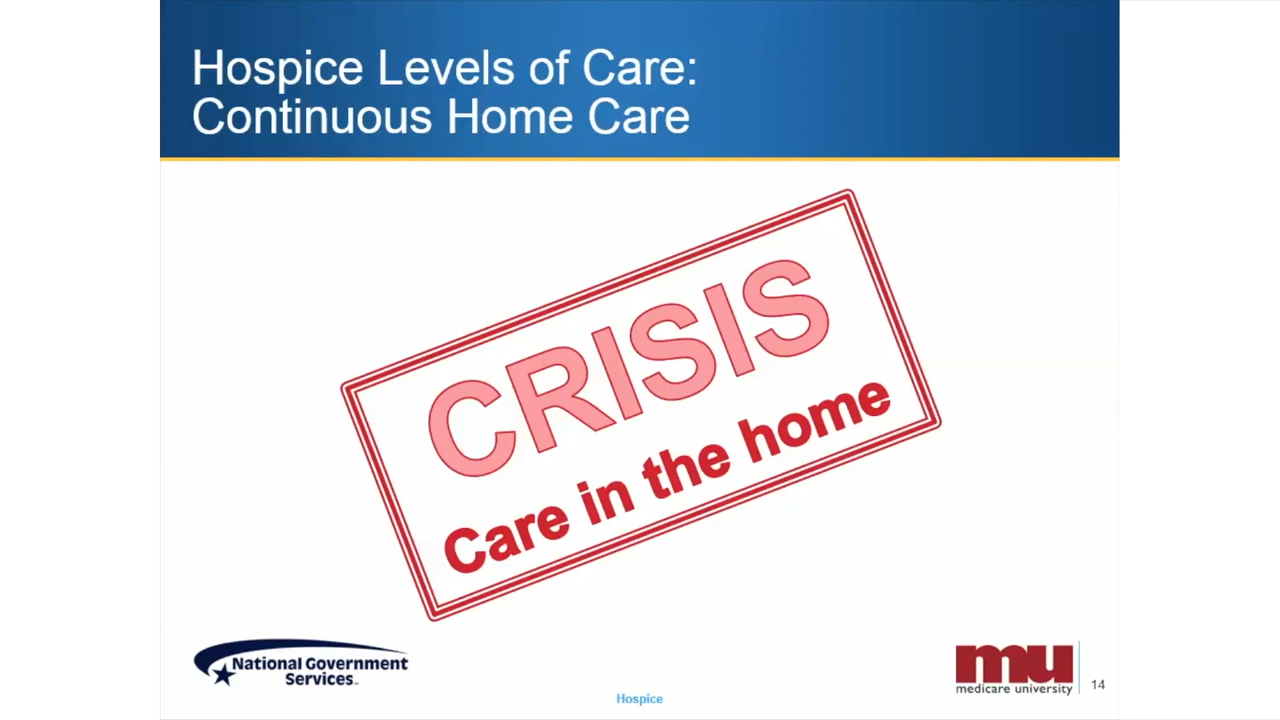 Hospice Levels of Care:
Continuous Home Care
CRISIS
Care in the home
National Government
Services
mu
medicare university
14
Hospice